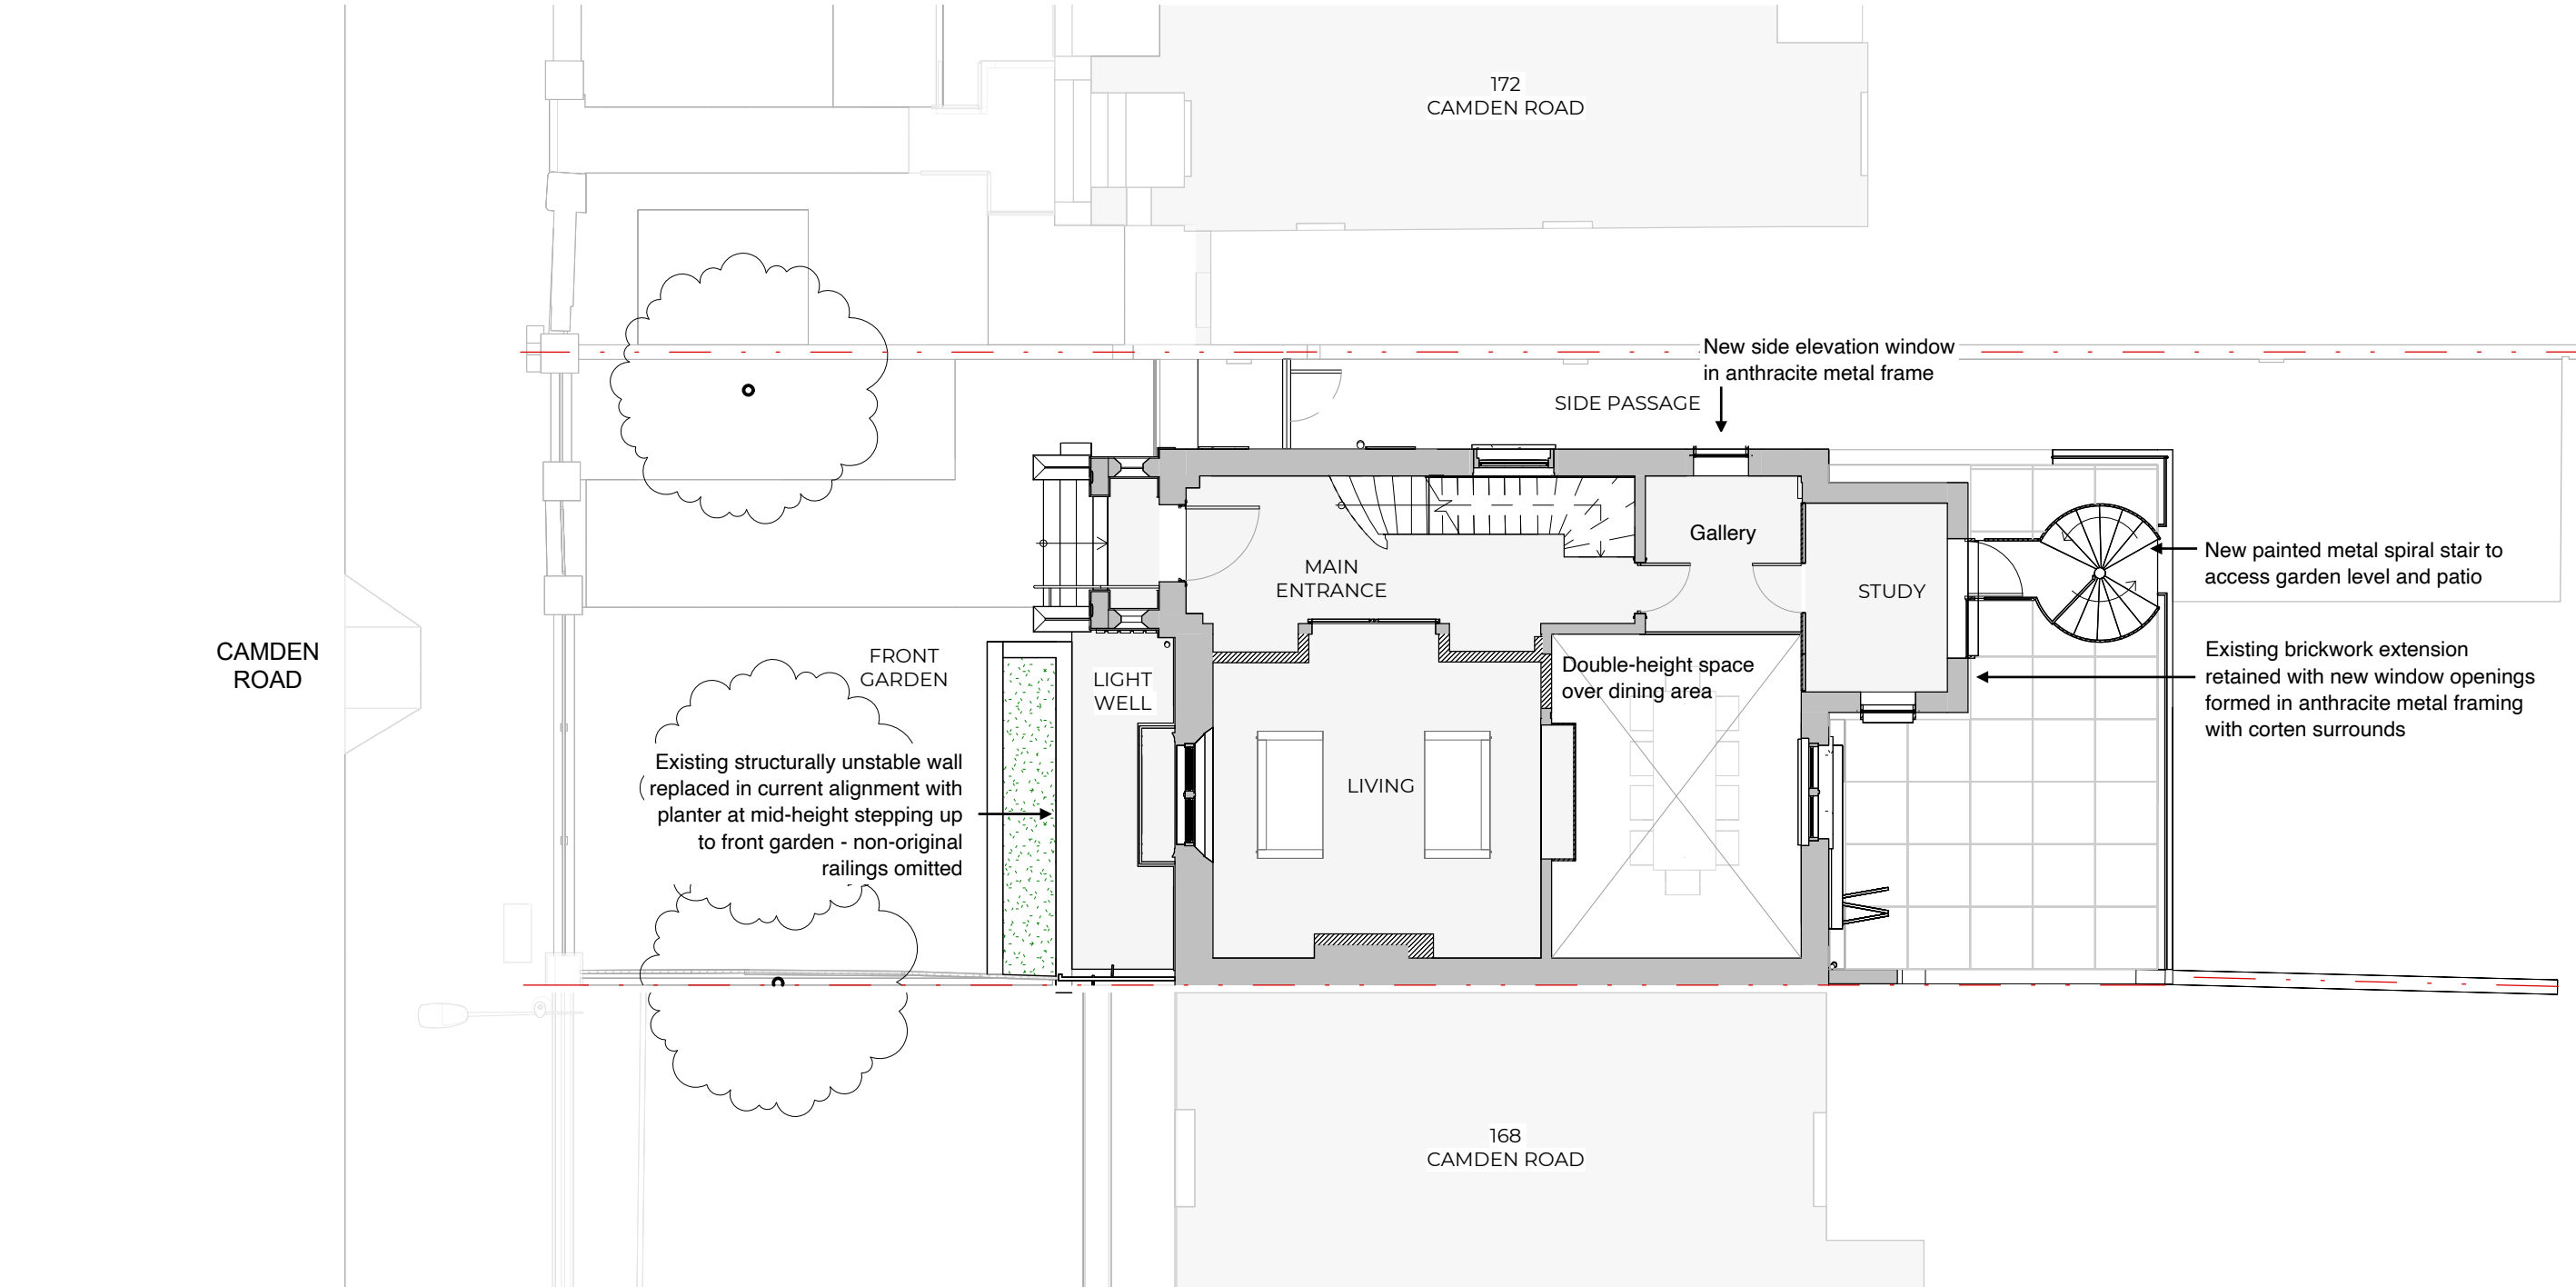 172
CAMDEN ROAD
New side elevation window
in anthracite metal frame
SIDE PASSAGE
Gallery
MAIN
ENTRANCE
STUDY
New painted metal spiral stair to
access garden level and patio
CAMDEN
ROAD
FRONT
GARDEN
LIGHT
WELL
Double-height space
over dining area
Existing brickwork extension
retained with new window openings
formed in anthracite metal framing
with corten surrounds
Existing structurally unstable wall
replaced in current alignment with
planter at mid-height stepping up
to front garden - non-original
railings omitted
LIVING
168
CAMDEN ROAD